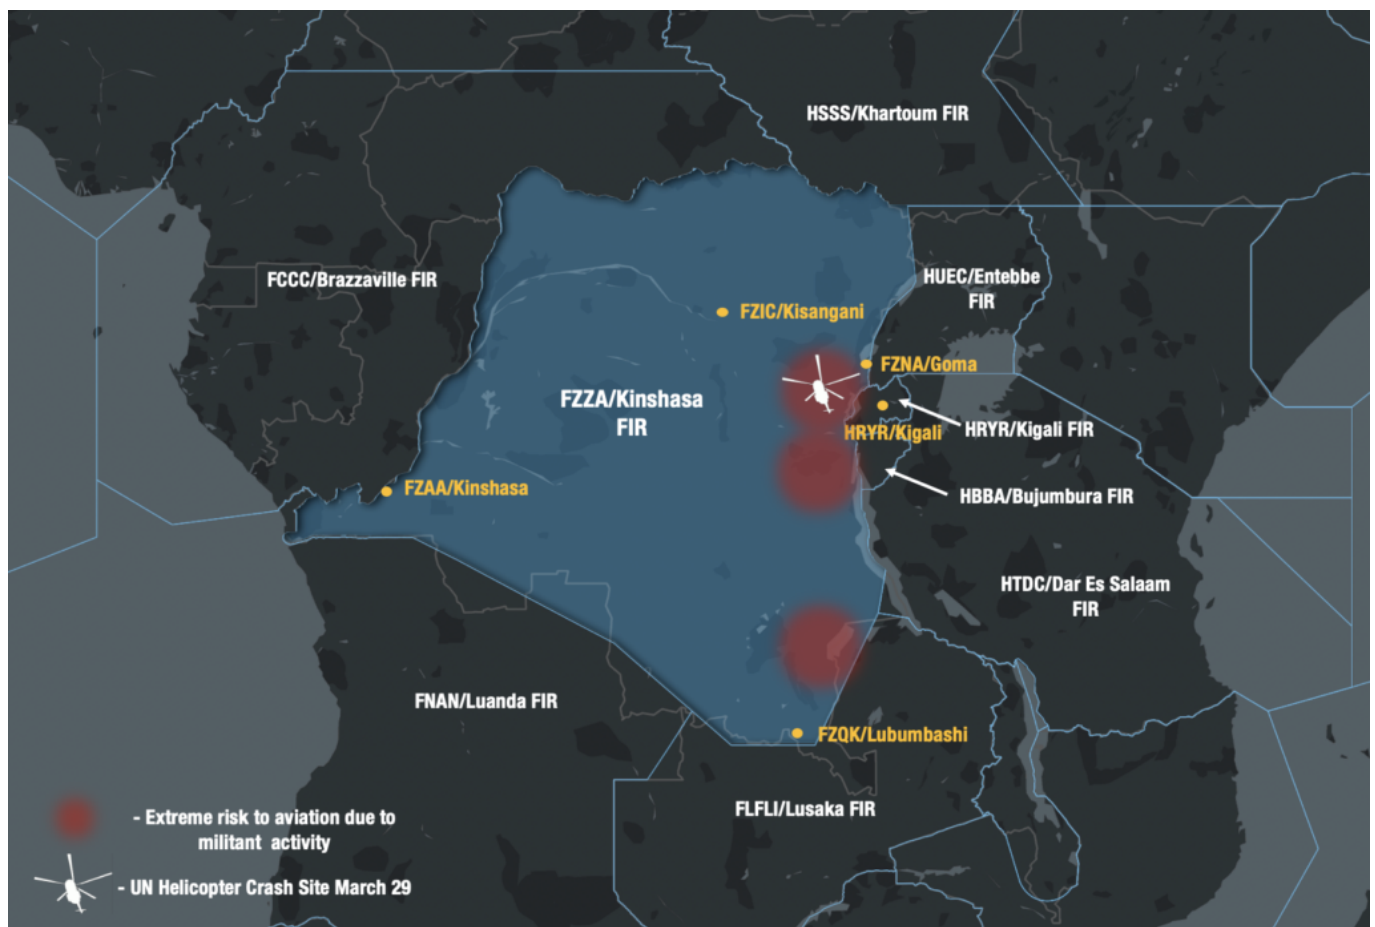 HSSS/Khartoum FIR
FCCC/Brazzaville FIR
HUEC/Entebbe
FIR
FZIC/Kisangani
FZNA/Goma
FZZA/Kinshasa
FIR
HRYR/Kigali
HRYR/Kigali FIR
FZAA/Kinshasa
HBBA/Bujumbura FIR
HTDC/Dar Es Salaam
FIR
FNAN/Luanda FIR
FZQK/Lubumbashi
FLFLI/Lusaka FIR
- Extreme risk to aviation due to
militant activity
- UN Helicopter Crash Site March 29